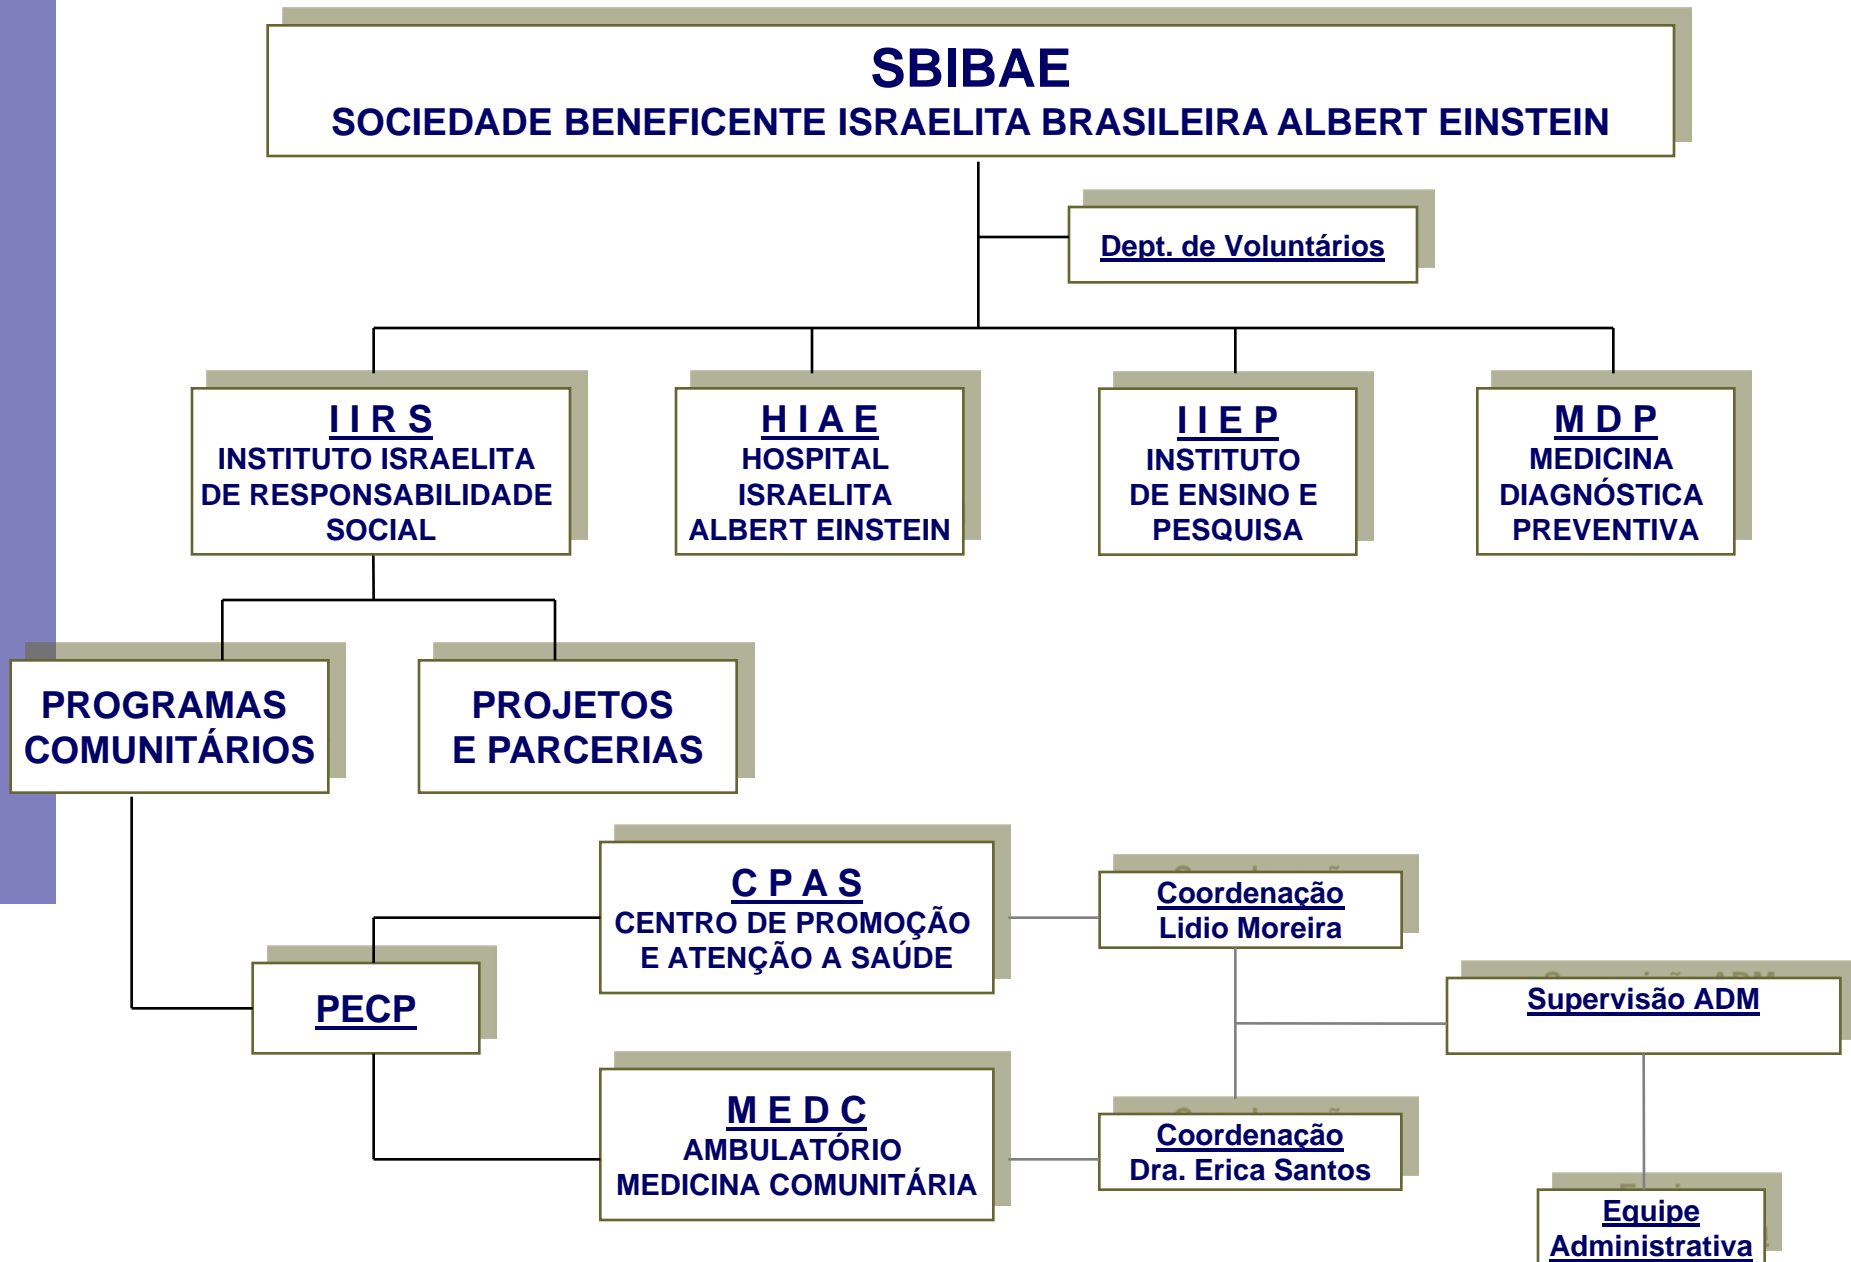 SBIBAE
SOCIEDADE BENEFICENTE ISRAELITA BRASILEIRA ALBERT EINSTEIN
Dept. de Voluntários
I I R S
INSTITUTO ISRAELITA
DE RESPONSABILIDADE
SOCIAL
H I A E
HOSPITAL
ISRAELITA
ALBERT EINSTEIN
I I E P
INSTITUTO
DE ENSINO E
PESQUISA
M D P
MEDICINA
DIAGNÓSTICA
PREVENTIVA
PROGRAMAS
COMUNITÁRIOS
PROJETOS
E PARCERIAS
C P A S
CENTRO DE PROMOÇÃO
E ATENÇÃO A SAÚDE
Coordenação
Lidio Moreira
PECP
Supervisão ADM
M E D C
AMBULATÓRIO
MEDICINA COMUNITÁRIA
Coordenação
Dra. Erica Santos
Equipe
Administrativa